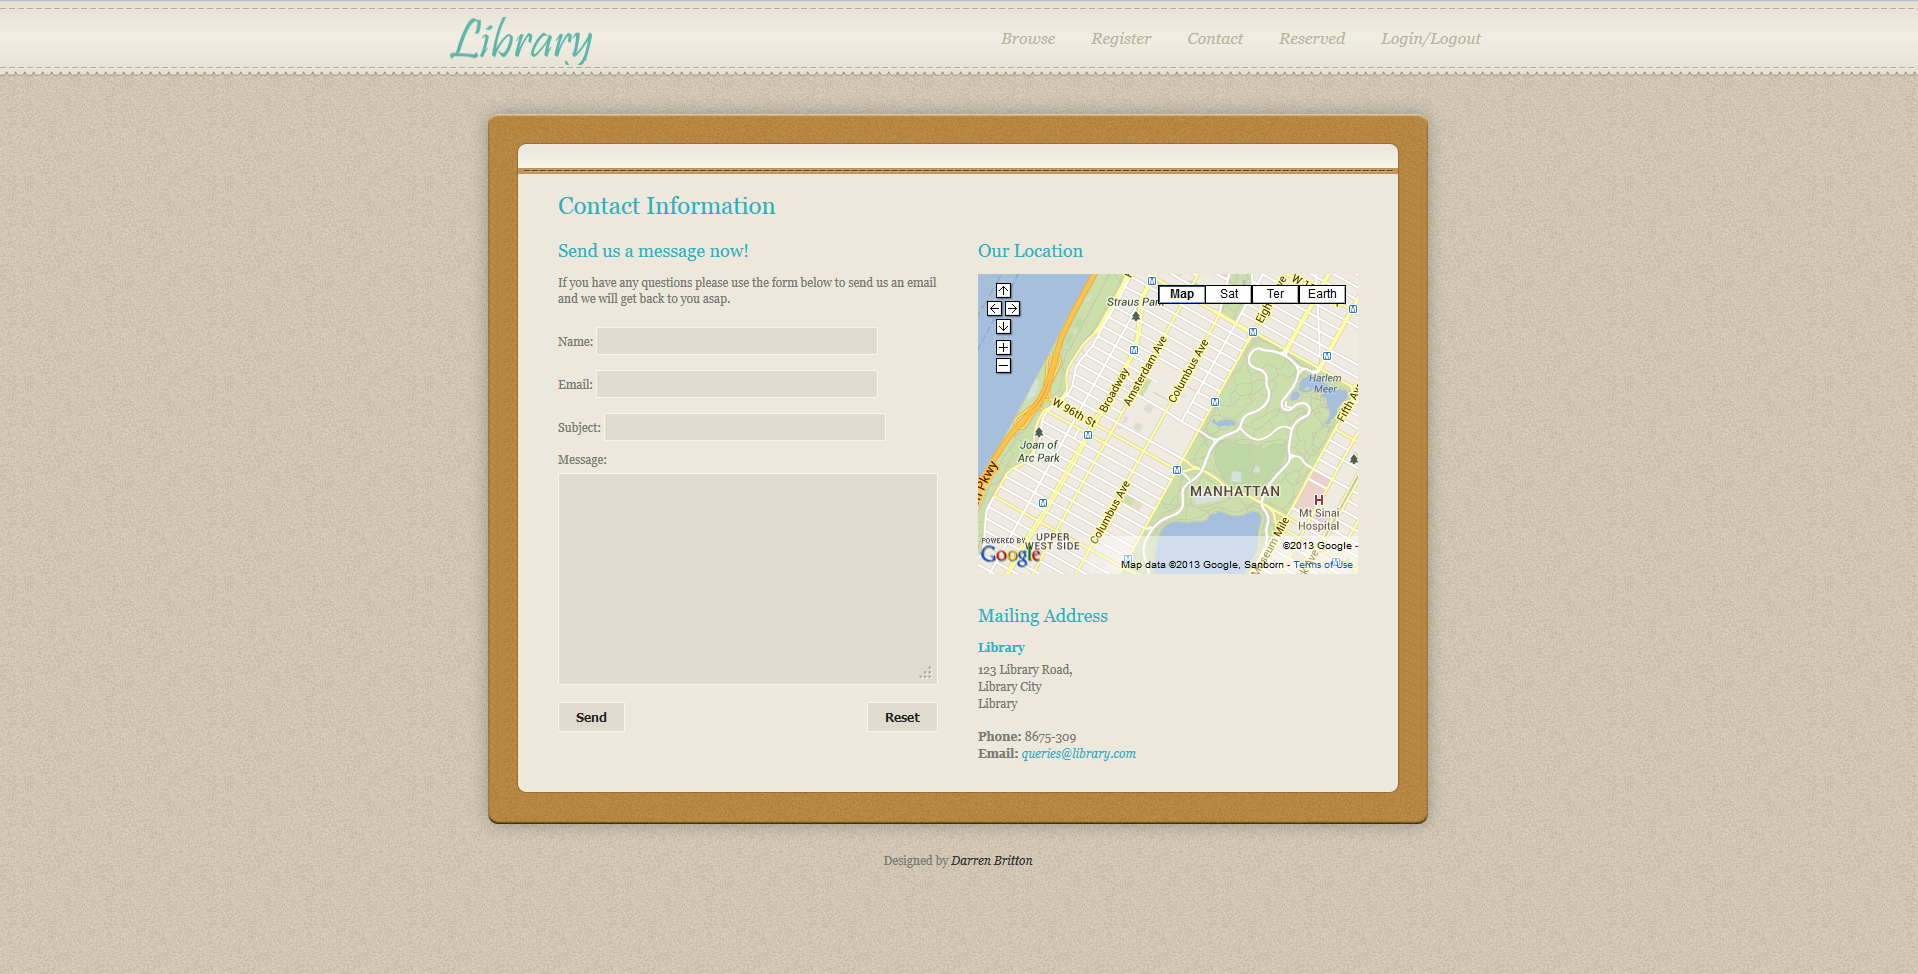 Library
Browse
Register
Contact
Reserved
Login/Logout
Contact Information
Send us a message now!
If you have any questions please use the form below to send us an email
and we will get back to you asap.
Name:
Email:
Subject:
Message:
Send
Reset
Our Location
Map
Sat
Ter
Earth
Straus Park
Broadway
Amsterdam Ave
Columbus Ave
W 96th St
Harlem
Meer
Joan of
Arc Park
Pkwy
Columbus Ave
MANHATTAN
H
Mt Sinai
Hospital
UPPER
WEST SIDE
POWERED BY
Google
©2013 Google -
Map data ©2013 Google, Sanborn - Terms of Use
Mailing Address
Library
123 Library Road,
Library City
Library
Phone: 8675-309
Email: queries@library.com
Designed by Darren Britton